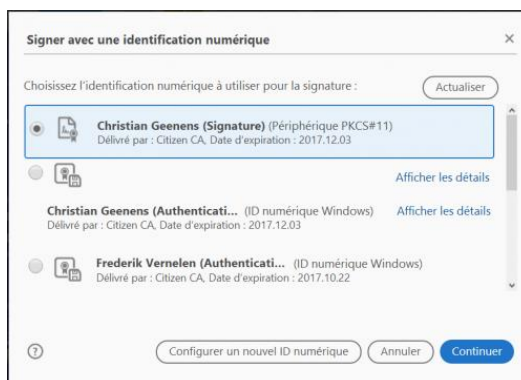 Signer avec une identification numérique
Choisissez l'identification numérique à utiliser pour la signature :
Actualiser
Christian Geenens (Signature) (Périphérique PKCS#11)
Délivré par : Citizen CA, Date d'expiration : 2017.12.03
Afficher les détails
Christian Geenens (Authenticati... (ID numérique Windows) Afficher les détails
Délivré par : Citizen CA, Date d'expiration : 2017.12.03
Frederik Vernelen (Authenticati... (ID numérique Windows)
Délivré par : Citizen CA, Date d'expiration : 2017.10.22
? Configurer un nouvel ID numérique Annuler Continuer